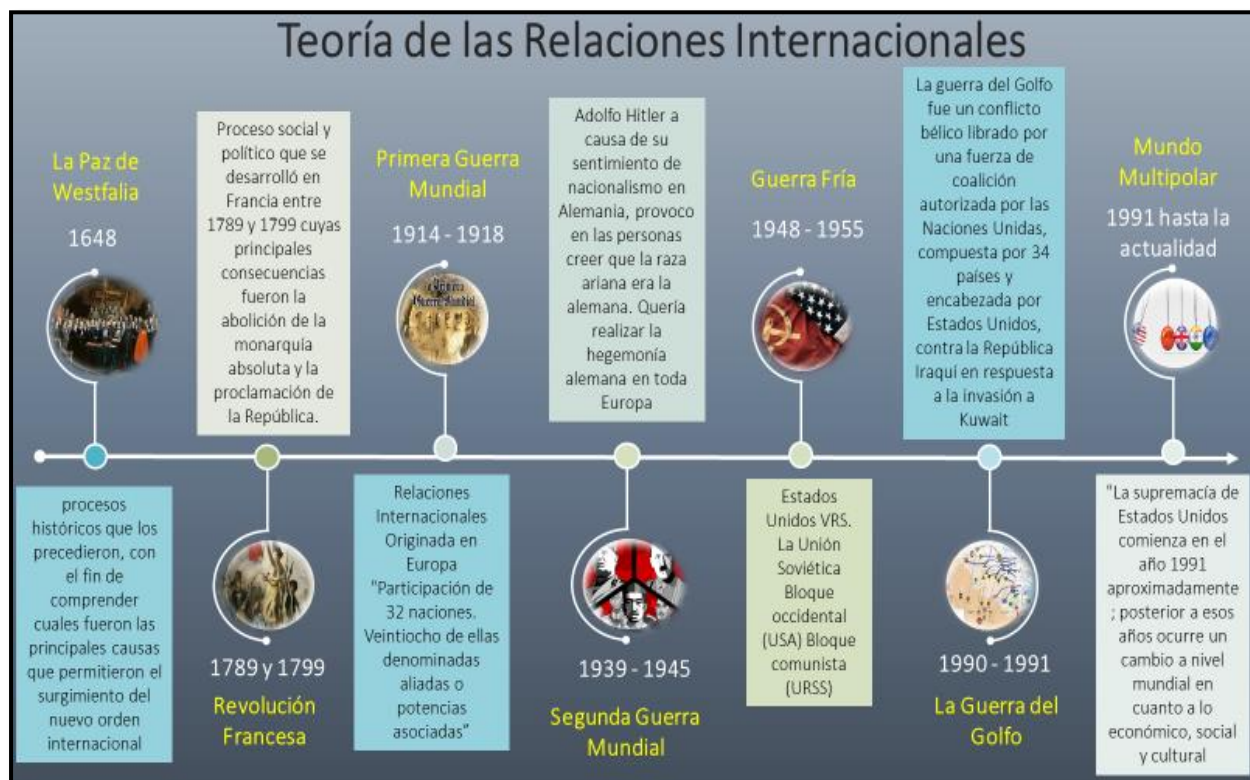 Teoría de las Relaciones Internacionales
La Paz de
Westfalia
1648
procesos
históricos que los
precedieron, con
el fin de
comprender
cuales fueron las
principales causas
que permitieron el
surgimiento del
nuevo orden
internacional
Proceso social y
político que se
desarrolló en
Francia entre
1789 y 1799 cuyas
principales
consecuencias
fueron la
abolición de la
monarquía
absoluta y la
proclamación de
la República.
1789 y 1799
Revolución
Francesa
Primera Guerra
Mundial
1914 - 1918
Primera
Guerra Mundial
Relaciones
Internacionales
Originada en
Europa
"Participación de
32 naciones.
Veintiocho de ellas
denominadas
aliadas o
potencias
asociadas"
Adolfo Hitler a
causa de su
sentimiento de
nacionalismo en
Alemania, provoco
en las personas
creer que la raza
ariana era la
alemana. Quería
realizar la
hegemonía
alemana en toda
Europa
1939 - 1945
Segunda Guerra
Mundial
Guerra Fría
1948 - 1955
Estados
Unidos VRS.
La Unión
Soviética
Bloque
occidental
(USA) Bloque
comunista
(URSS)
La guerra del Golfo
fue un conflicto
bélico librado por
una fuerza de
coalición
autorizada por las
Naciones Unidas,
compuesta por 34
países y
encabezada por
Estados Unidos,
contra la República
Iraquí en respuesta
a la invasión a
Kuwait
1990 - 1991
La Guerra del
Golfo
Mundo
Multipolar
1991 hasta la
actualidad
"La supremacía de
Estados Unidos
comienza en el
año 1991
aproximadamente
; posterior a esos
años ocurre un
cambio a nivel
mundial en
cuanto a lo
económico, social
y cultural